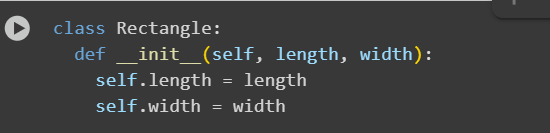 class Rectangle:
  def __init__(self, length, width):
    self.length = length
    self.width = width